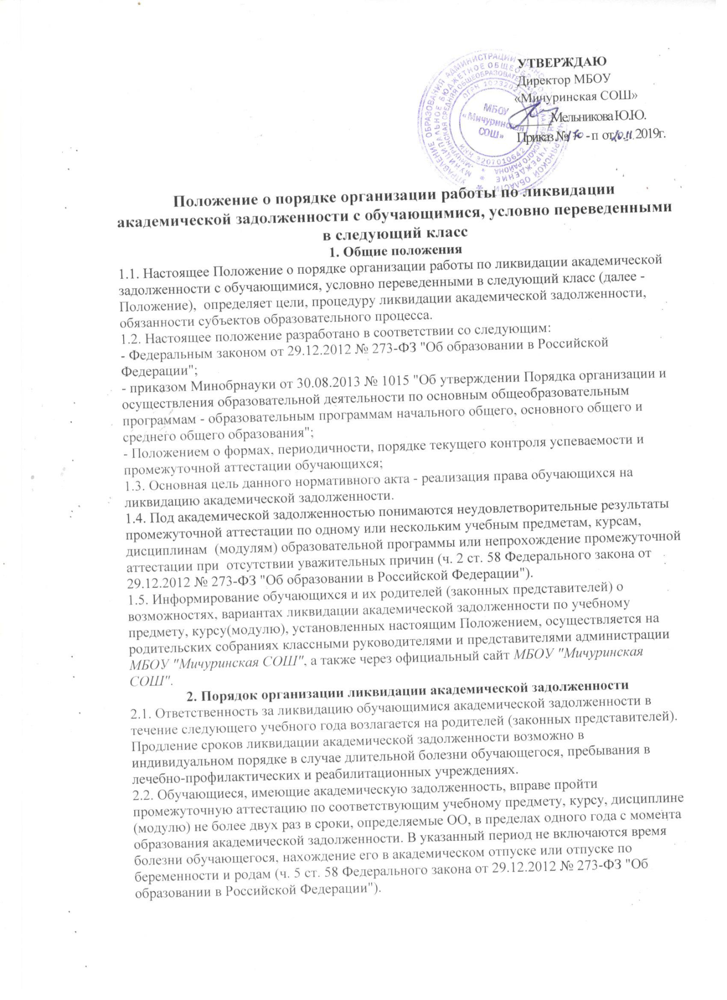 УТВЕРЖДАЮ
Директор МБОУ
«Мичуринская СОШ»
Мельникова Ю.Ю.
Приказ № 170 - п от 20.11. 2019г.
МБОУ
«Мичуринская
СОШ»
ИНН 3207010642
Положение о порядке организации работы по ликвидации
академической задолженности с обучающимися, условно переведенными
в следующий класс
1. Общие положения
1.1. Настоящее Положение о порядке организации работы по ликвидации академической
задолженности с обучающимися, условно переведенными в следующий класс (далее -
Положение), определяет цели, процедуру ликвидации академической задолженности,
обязанности субъектов образовательного процесса.
1.2. Настоящее положение разработано в соответствии со следующим:
- Федеральным законом от 29.12.2012 № 273-ФЗ "Об образовании в Российской
Федерации";
- приказом Минобрнауки от 30.08.2013 № 1015 "Об утверждении Порядка организации и
осуществления образовательной деятельности по основным общеобразовательным
программам - образовательным программам начального общего, основного общего и
среднего общего образования";
- Положением о формах, периодичности, порядке текущего контроля успеваемости и
промежуточной аттестации обучающихся;
1.3. Основная цель данного нормативного акта - реализация права обучающихся на
ликвидацию академической задолженности.
1.4. Под академической задолженностью понимаются неудовлетворительные результаты
промежуточной аттестации по одному или нескольким учебным предметам, курсам,
дисциплинам (модулям) образовательной программы или непрохождение промежуточной
аттестации при отсутствии уважительных причин (ч. 2 ст. 58 Федерального закона от
29.12.2012 № 273-ФЗ "Об образовании в Российской Федерации").
1.5. Информирование обучающихся и их родителей (законных представителей) о
возможностях, вариантах ликвидации академической задолженности по учебному
предмету, курсу(модулю), установленных настоящим Положением, осуществляется на
родительских собраниях классными руководителями и представителями администрации
МБОУ "Мичуринская СОШ", а также через официальный сайт МБОУ "Мичуринская
СОШ".
2. Порядок организации ликвидации академической задолженности
2.1. Ответственность за ликвидацию обучающимися академической задолженности в
течение следующего учебного года возлагается на родителей (законных представителей).
Продление сроков ликвидации академической задолженности возможно в
индивидуальном порядке в случае длительной болезни обучающегося, пребывания в
лечебно-профилактических и реабилитационных учреждениях.
2.2. Обучающиеся, имеющие академическую задолженность, вправе пройти
промежуточную аттестацию по соответствующим учебному предмету, курсу, дисциплине
(модулю) не более двух раз в сроки, определяемые ОО, в пределах одного года с момента
образования академической задолженности. В указанный период не включаются время
болезни обучающегося, нахождение его в академическом отпуске или отпуске по
беременности и родам (ч. 5 ст. 58 Федерального закона от 29.12.2012 № 273-ФЗ "Об
образовании в Российской Федерации").